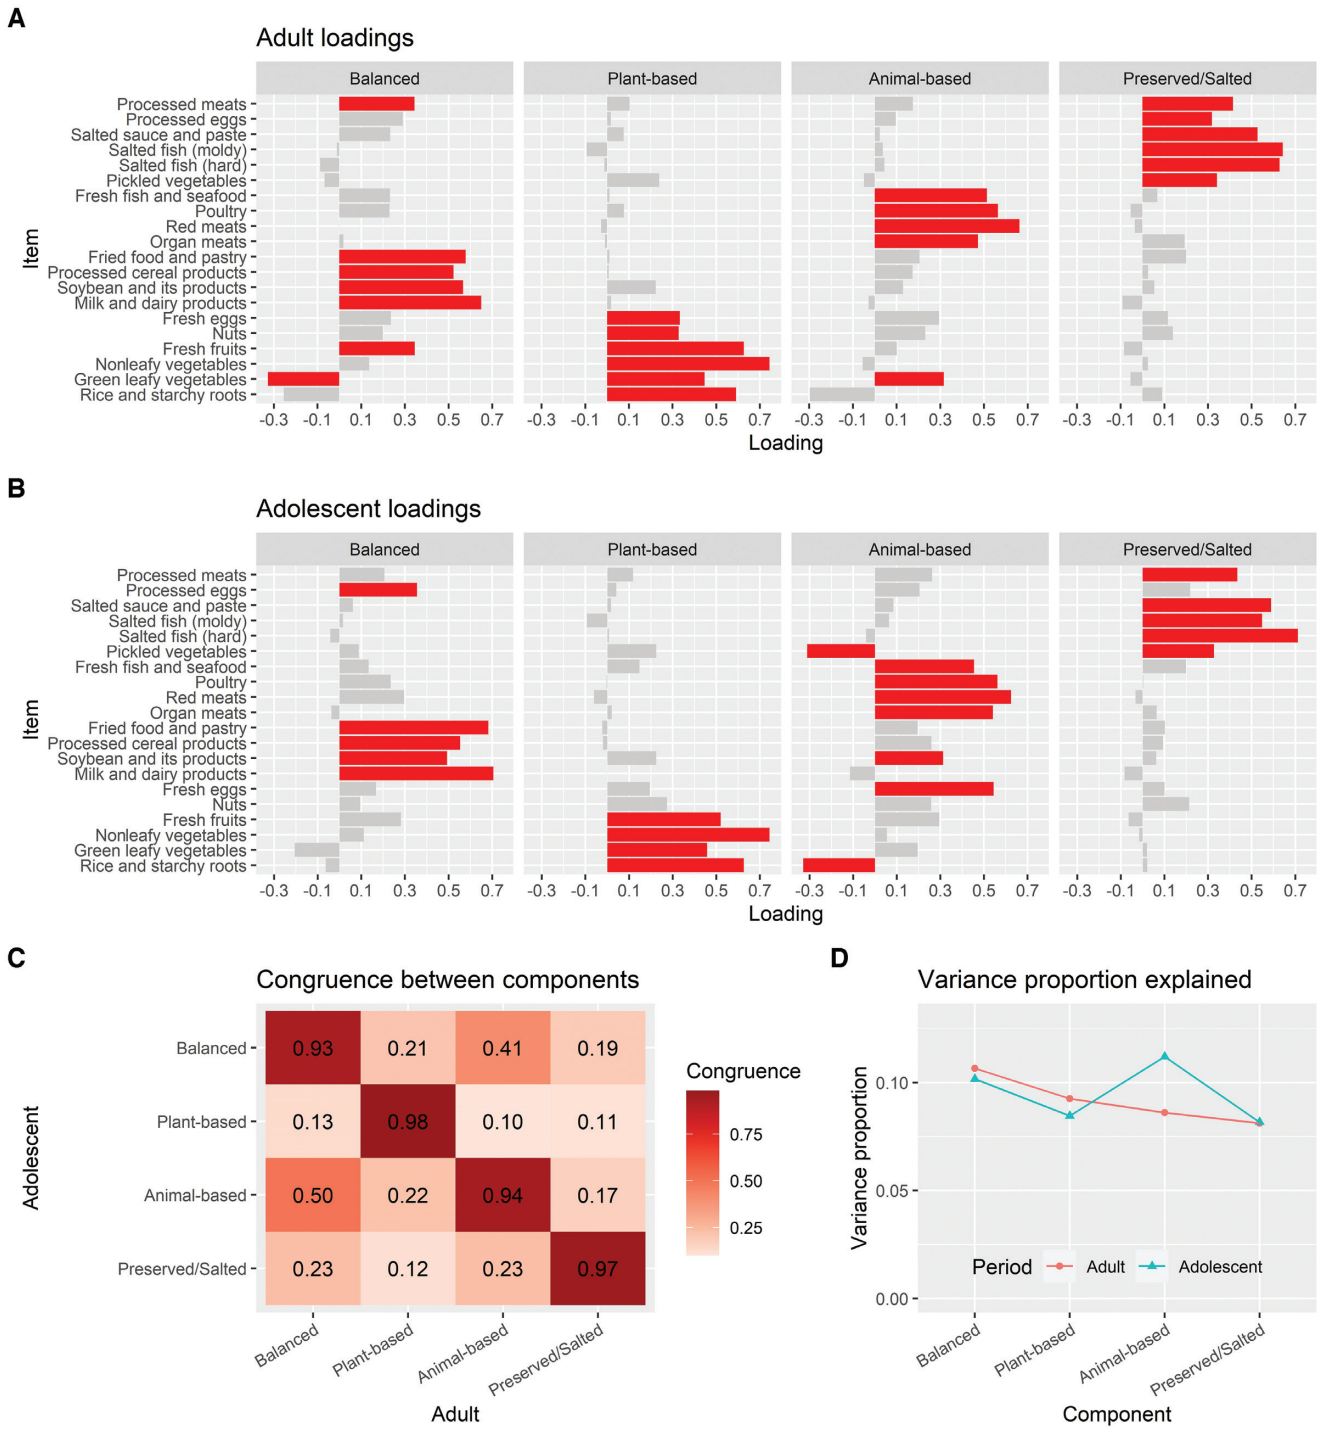 A
Adult loadings
Balanced Plant-based Animal-based Preserved/Salted
Item
Processed meats
Processed eggs
Salted sauce and paste
Salted fish (moldy)
Salted fish (hard)
Pickled vegetables
Fresh fish and seafood
Poultry
Red meats
Organ meats
Fried food and pastry
Processed cereal products
Soybean and its products
Milk and dairy products
Fresh eggs
Nuts
Fresh fruits
Nonleafy vegetables
Green leafy vegetables
Rice and starchy roots
-0.3 -0.1 0.1 0.3 0.5 0.7 -0.3 -0.1 0.1 0.3 0.5 0.7 -0.3 -0.1 0.1 0.3 0.5 0.7 -0.3 -0.1 0.1 0.3 0.5 0.7
Loading
B
Adolescent loadings
Balanced Plant-based Animal-based Preserved/Salted
Item
Processed meats
Processed eggs
Salted sauce and paste
Salted fish (moldy)
Salted fish (hard)
Pickled vegetables
Fresh fish and seafood
Poultry
Red meats
Organ meats
Fried food and pastry
Processed cereal products
Soybean and its products
Milk and dairy products
Fresh eggs
Nuts
Fresh fruits
Nonleafy vegetables
Green leafy vegetables
Rice and starchy roots
-0.3 -0.1 0.1 0.3 0.5 0.7 -0.3 -0.1 0.1 0.3 0.5 0.7 -0.3 -0.1 0.1 0.3 0.5 0.7 -0.3 -0.1 0.1 0.3 0.5 0.7
Loading
C
Congruence between components
Adolescent
Balanced 0.93 0.21 0.41 0.19
Plant-based 0.13 0.98 0.10 0.11
Animal-based 0.50 0.22 0.94 0.17
Preserved/Salted 0.23 0.12 0.23 0.97
Balanced
Plant-based
Animal-based
Preserved/Salted
Adult
Congruence
0.75
0.50
0.25
D
Variance proportion explained
Variance proportion
0.10
0.05
0.00
Period Adult Adolescent
Balanced
Plant-based
Animal-based
Preserved/Salted
Component